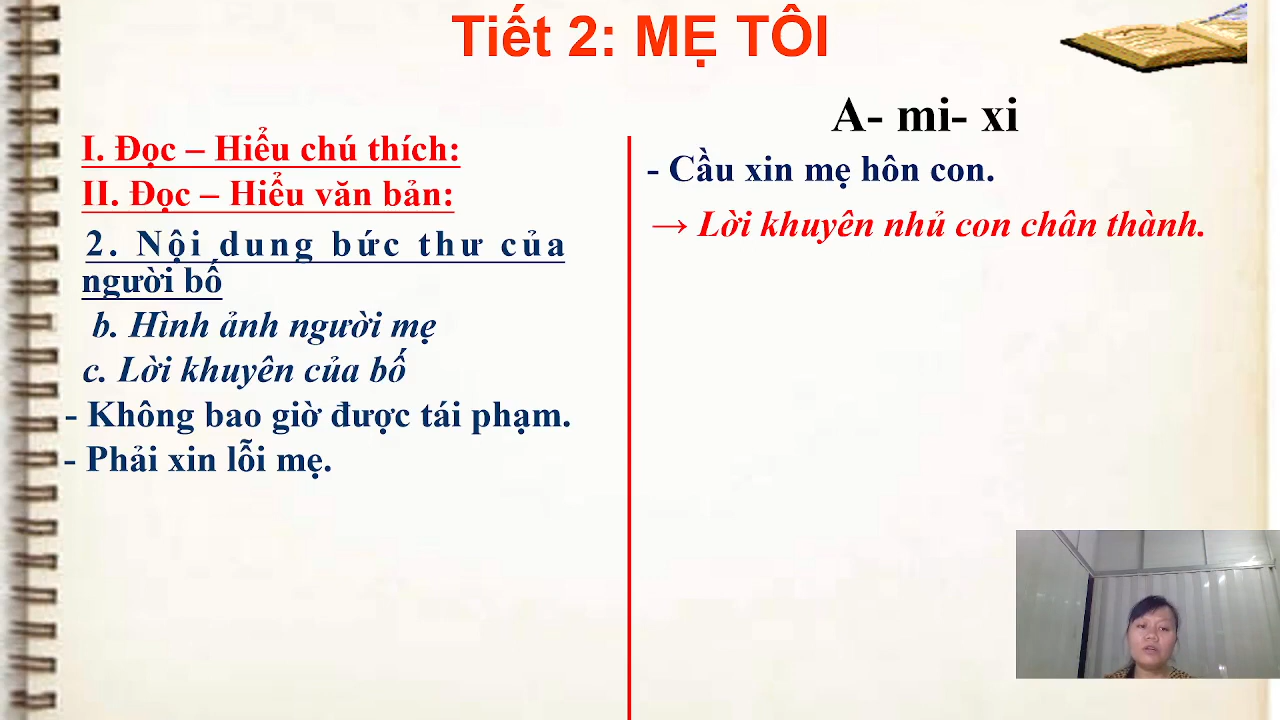 Tiết 2: MẸ TÔI
A- mi- xi
I. Đọc – Hiểu chú thích:
II. Đọc – Hiểu văn bản:
2. Nội dung bức thư của
người bố
b. Hình ảnh người mẹ
c. Lời khuyên của bố
- Không bao giờ được tái phạm.
- Phải xin lỗi mẹ.
- Cầu xin mẹ hôn con.
→ Lời khuyên nhủ con chân thành.